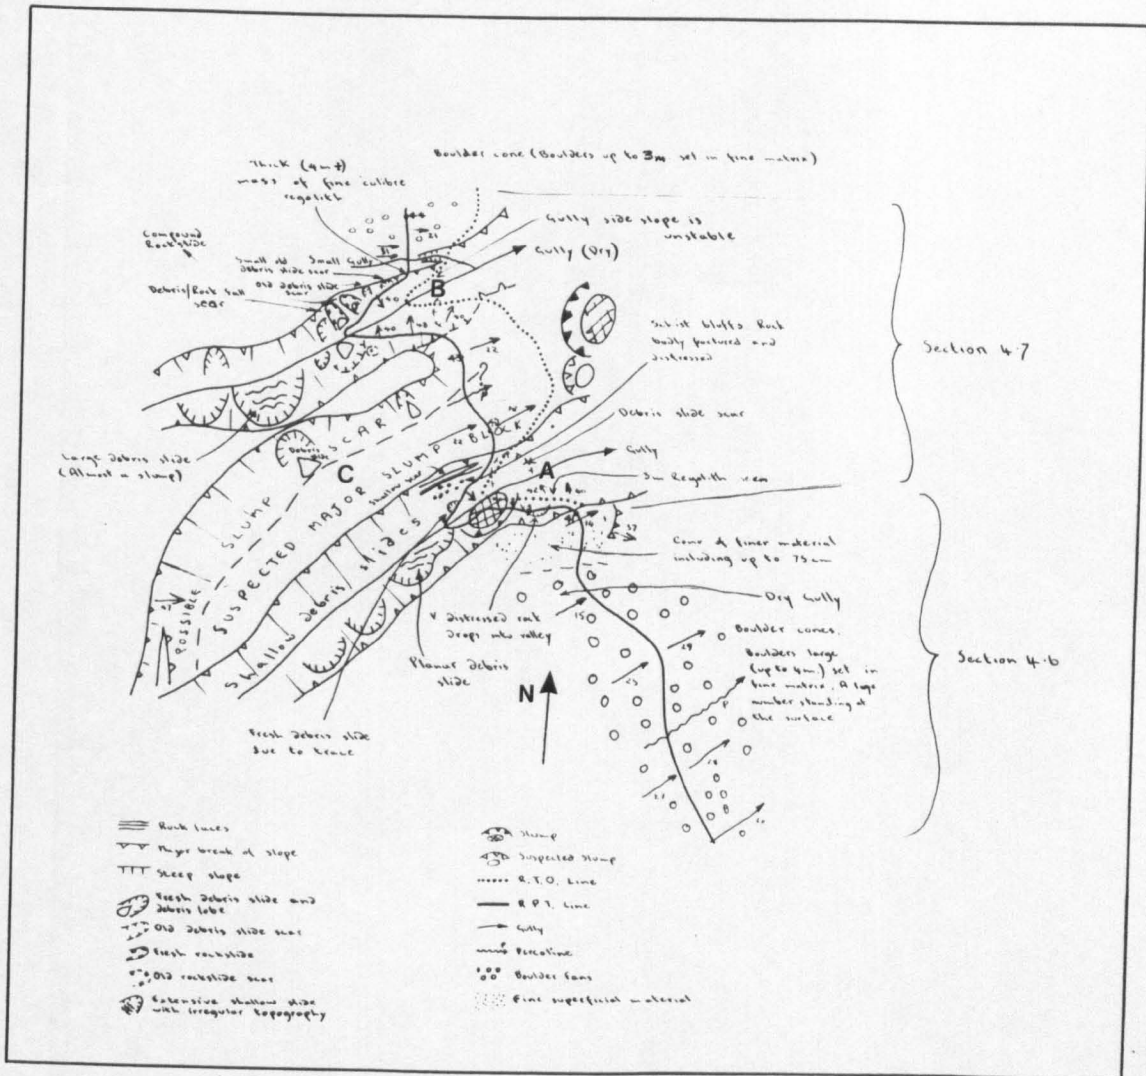 Boulder cone (Boulders up to 3m set in fine matrix)
Thick (4m+)
mass of fine calibre
regolith
Gully side slope is
unstable
Compound
Rockslide
Small old
debris slide scar
Small Gully
Gully (Dry)
Old debris slide
scar
Debris/Rock fall
scar
B
Schist bluffs. Rock
badly fractured and
distressed
Section 4.7
Debris slide scar
Large debris slide
(Almost a slump)
Debris
slide
SCAR
C
BLOCK
A
Gully
5m Regolith
POSSIBLE SLUMP
SUSPECTED MAJOR SLUMP
SHALLOW debris slides
Cone of finer material
including up to 75cm
Dry Gully
V distressed rock
drops into valley
Boulder cones.
Boulders large
(up to 4m) set in
fine matrix. A large
number standing at
the surface
Section 4.6
Planar debris
slide
N
Fresh debris slide
due to trace
Rock faces
Major break of slope
Steep slope
Fresh debris slide and
debris lobe
Old debris slide scar
Fresh rockslide
Old rockslide scar
Extensive shallow slide
with irregular topography
Slump
Suspected slump
R.T.O. Line
R.P.T. Line
Gully
Percoline
Boulder fans
Fine superficial material